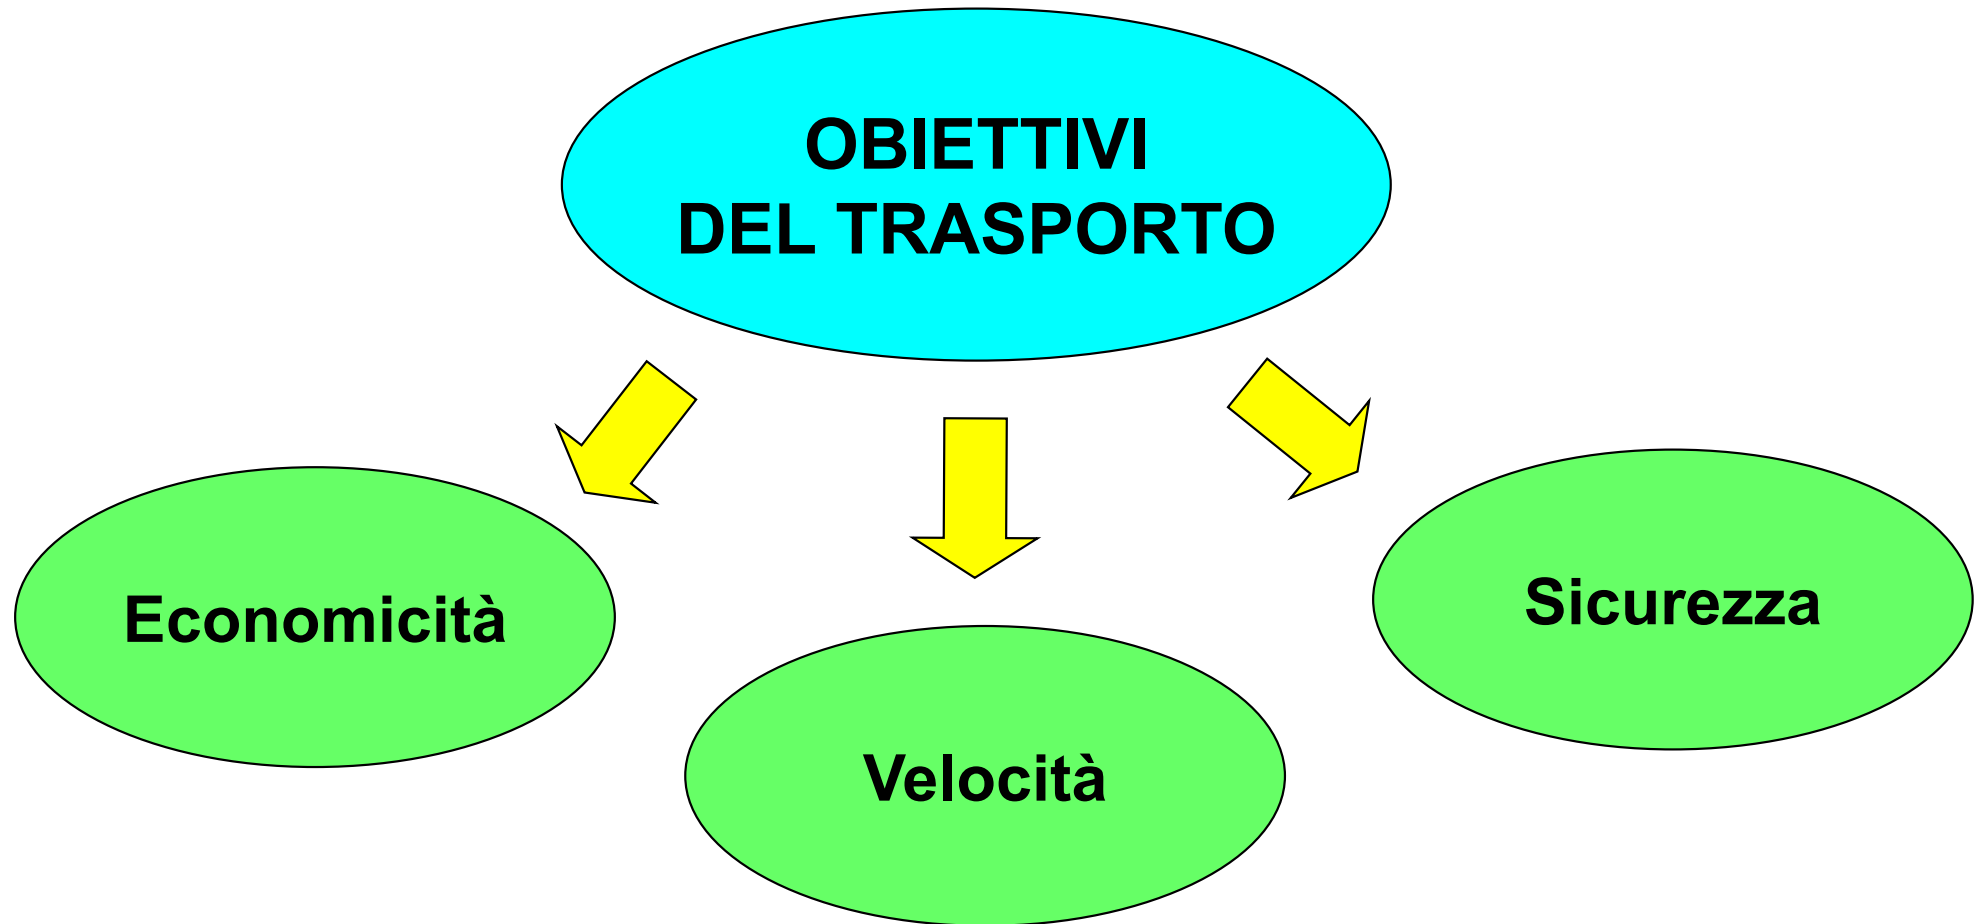 OBIETTIVI
DEL TRASPORTO
Economicità
Velocità
Sicurezza